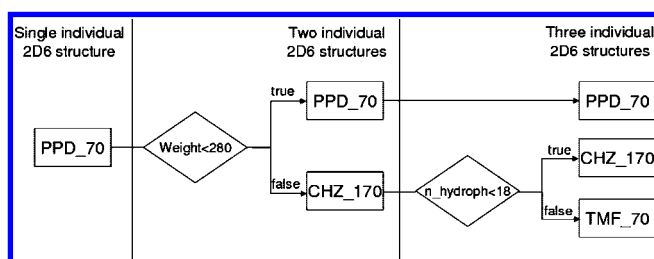 Single individual
2D6 structure
Two individual
2D6 structures
Three individual
2D6 structures
PPD_70
Weight<280
true
PPD_70
PPD_70
false
CHZ_170
n_hydroph<18
true
CHZ_170
false
TMF_70